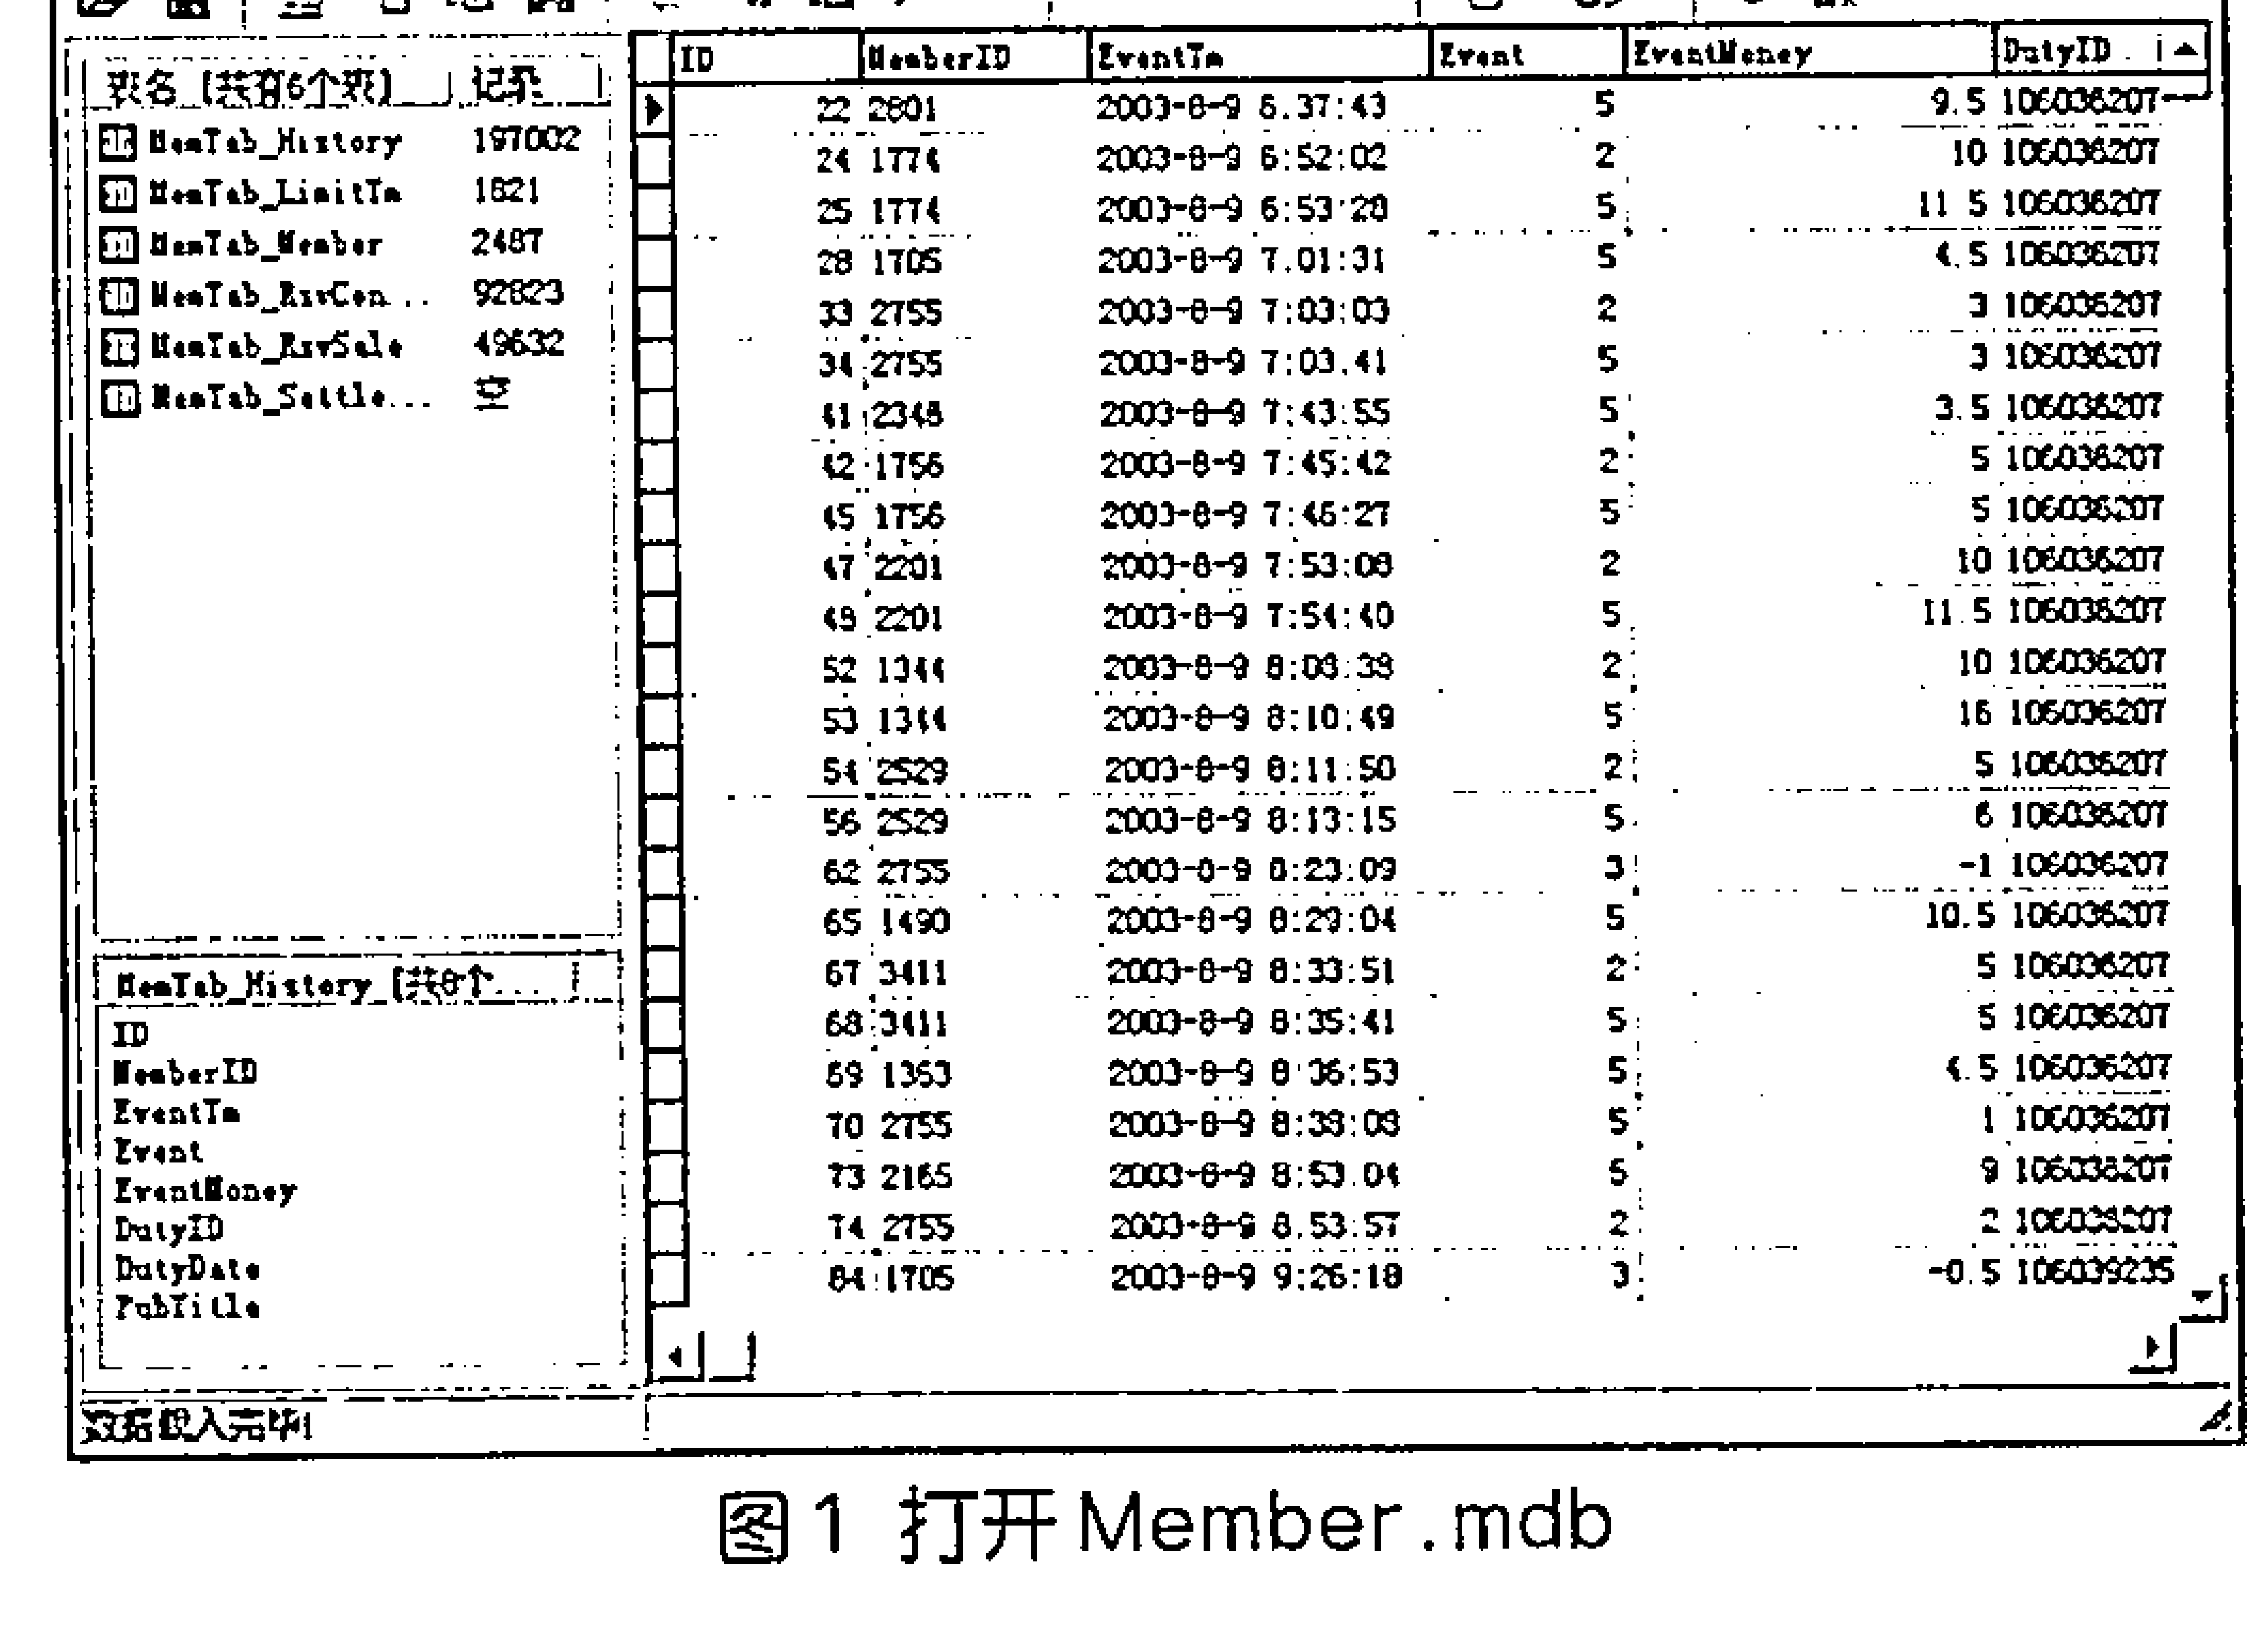 表名 [共有6个表] 记录
MemTab_History 197002
MemTab_LimitTm 1821
MemTab_Member 2487
MemTab_RsvCon... 92823
MemTab_RsvSale 49632
MemTab_Settle... 空
MemTab_History [共8个...
ID
MemberID
EventTm
Event
EventMoney
DutyID
DutyDate
PubTitle
数据载入完毕!
ID MemberID EventTm Event EventMoney DutyID
22 2801 2003-8-9 6:37:43 5 9.5 106036207
24 1774 2003-8-9 6:52:02 2 10 106036207
25 1774 2003-8-9 6:53:28 5 11.5 106036207
28 1705 2003-8-9 7:01:31 5 4.5 106036207
33 2755 2003-8-9 7:03:03 2 3 106036207
34 2755 2003-8-9 7:03:41 5 3 106036207
41 2348 2003-8-9 7:43:55 5 3.5 106036207
42 1756 2003-8-9 7:45:42 2 5 106036207
45 1756 2003-8-9 7:46:27 5 5 106036207
47 2201 2003-8-9 7:53:08 2 10 106036207
49 2201 2003-8-9 7:54:40 5 11.5 106036207
52 1344 2003-8-9 8:09:39 2 10 106036207
53 1344 2003-8-9 8:10:49 5 16 106036207
54 2529 2003-8-9 8:11:50 2 5 106036207
56 2529 2003-8-9 8:13:15 5 6 106036207
62 2755 2003-8-9 8:23:09 3 -1 106036207
65 1490 2003-8-9 8:29:04 5 10.5 106036207
67 3411 2003-8-9 8:33:51 2 5 106036207
68 3411 2003-8-9 8:35:41 5 5 106036207
69 1363 2003-8-9 8:36:53 5 4.5 106036207
70 2755 2003-8-9 8:39:09 5 1 106036207
73 2165 2003-8-9 8:53:04 5 9 106036207
74 2755 2003-8-9 8:53:57 2 2 106036207
84 1705 2003-8-9 9:26:18 3 -0.5 106039235
图1 打开Member.mdb